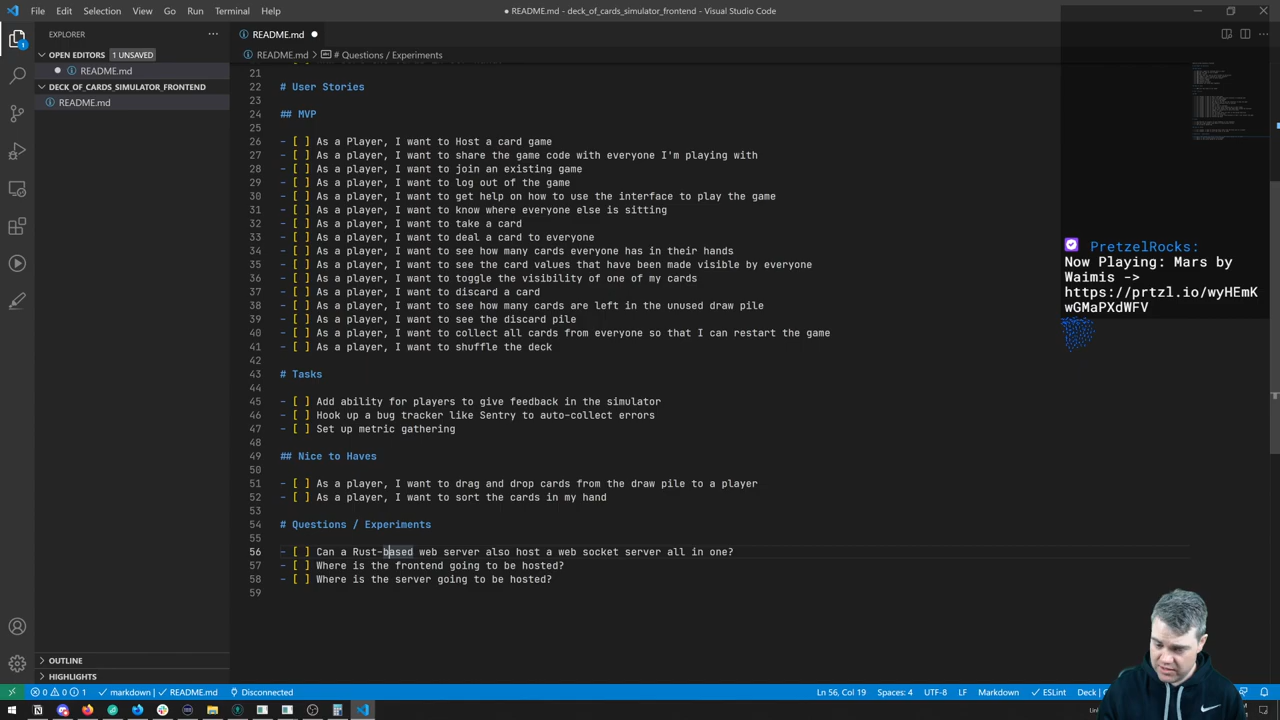 File Edit Selection View Go Run Terminal Help
● README.md - deck_of_cards_simulator_frontend - Visual Studio Code
EXPLORER
OPEN EDITORS 1 UNSAVED
README.md
DECK_OF_CARDS_SIMULATOR_FRONTEND
README.md
OUTLINE
HIGHLIGHTS
README.md
README.md > # Questions / Experiments
21
22 # User Stories
23
24 ## MVP
25
26 - [ ] As a Player, I want to Host a card game
27 - [ ] As a player, I want to share the game code with everyone I'm playing with
28 - [ ] As a player, I want to join an existing game
29 - [ ] As a player, I want to log out of the game
30 - [ ] As a player, I want to get help on how to use the interface to play the game
31 - [ ] As a player, I want to know where everyone else is sitting
32 - [ ] As a player, I want to take a card
33 - [ ] As a player, I want to deal a card to everyone
34 - [ ] As a player, I want to see how many cards everyone has in their hands
35 - [ ] As a player, I want to see the card values that have been made visible by everyone
36 - [ ] As a player, I want to toggle the visibility of one of my cards
37 - [ ] As a player, I want to discard a card
38 - [ ] As a player, I want to see how many cards are left in the unused draw pile
39 - [ ] As a player, I want to see the discard pile
40 - [ ] As a player, I want to collect all cards from everyone so that I can restart the game
41 - [ ] As a player, I want to shuffle the deck
42
43 # Tasks
44
45 - [ ] Add ability for players to give feedback in the simulator
46 - [ ] Hook up a bug tracker like Sentry to auto-collect errors
47 - [ ] Set up metric gathering
48
49 ## Nice to Haves
50
51 - [ ] As a player, I want to drag and drop cards from the draw pile to a player
52 - [ ] As a player, I want to sort the cards in my hand
53
54 # Questions / Experiments
55
56 - [ ] Can a Rust-based web server also host a web socket server all in one?
57 - [ ] Where is the frontend going to be hosted?
58 - [ ] Where is the server going to be hosted?
59
PretzelRocks:
Now Playing: Mars by
Waimis ->
https://prtzl.io/wyHEmK
wGMaPXdWFV
0 0 1 markdown | README.md Disconnected
Ln 56, Col 19 Spaces: 4 UTF-8 LF Markdown ESLint